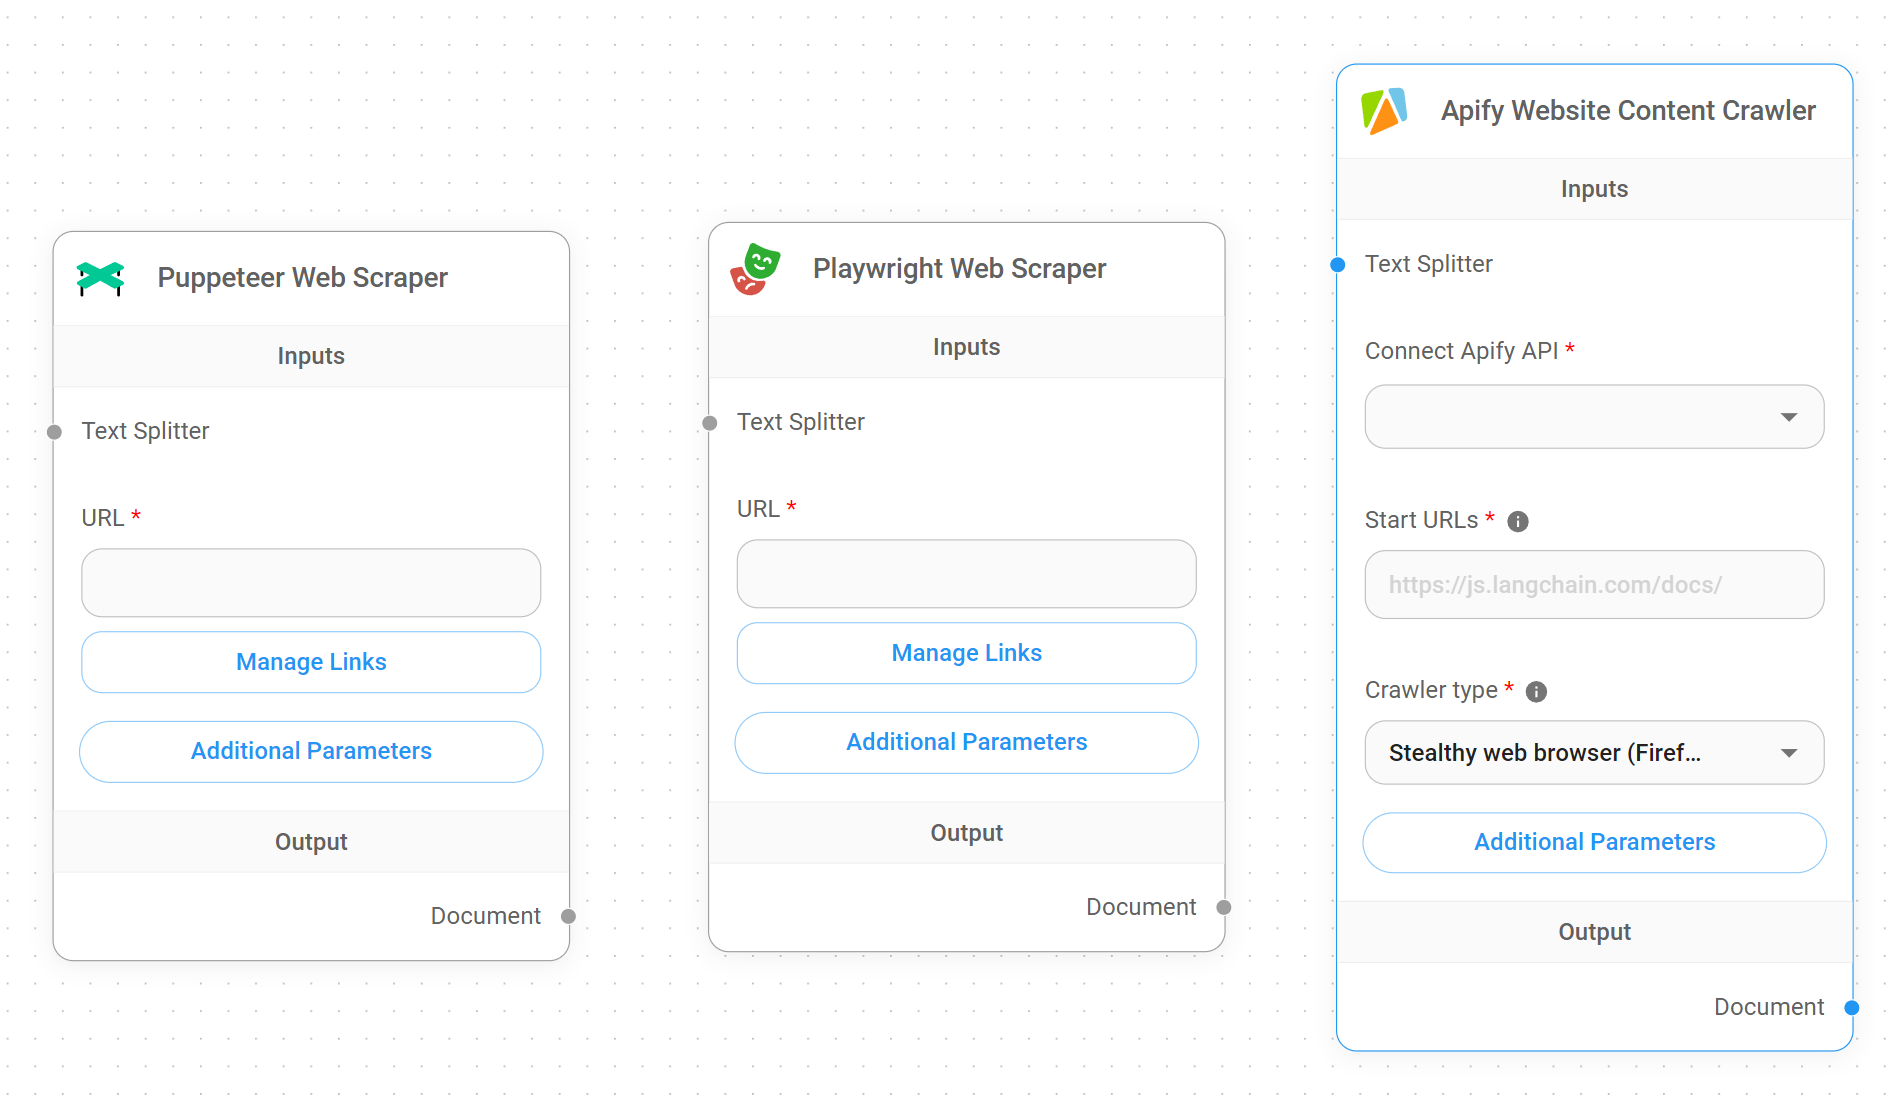 Puppeteer Web Scraper
Inputs
Text Splitter
URL *
Manage Links
Additional Parameters
Output
Document
Playwright Web Scraper
Inputs
Text Splitter
URL *
Manage Links
Additional Parameters
Output
Document
Apify Website Content Crawler
Inputs
Text Splitter
Connect Apify API *
Start URLs *
https://js.langchain.com/docs/
Crawler type *
Stealthy web browser (Firef...
Additional Parameters
Output
Document